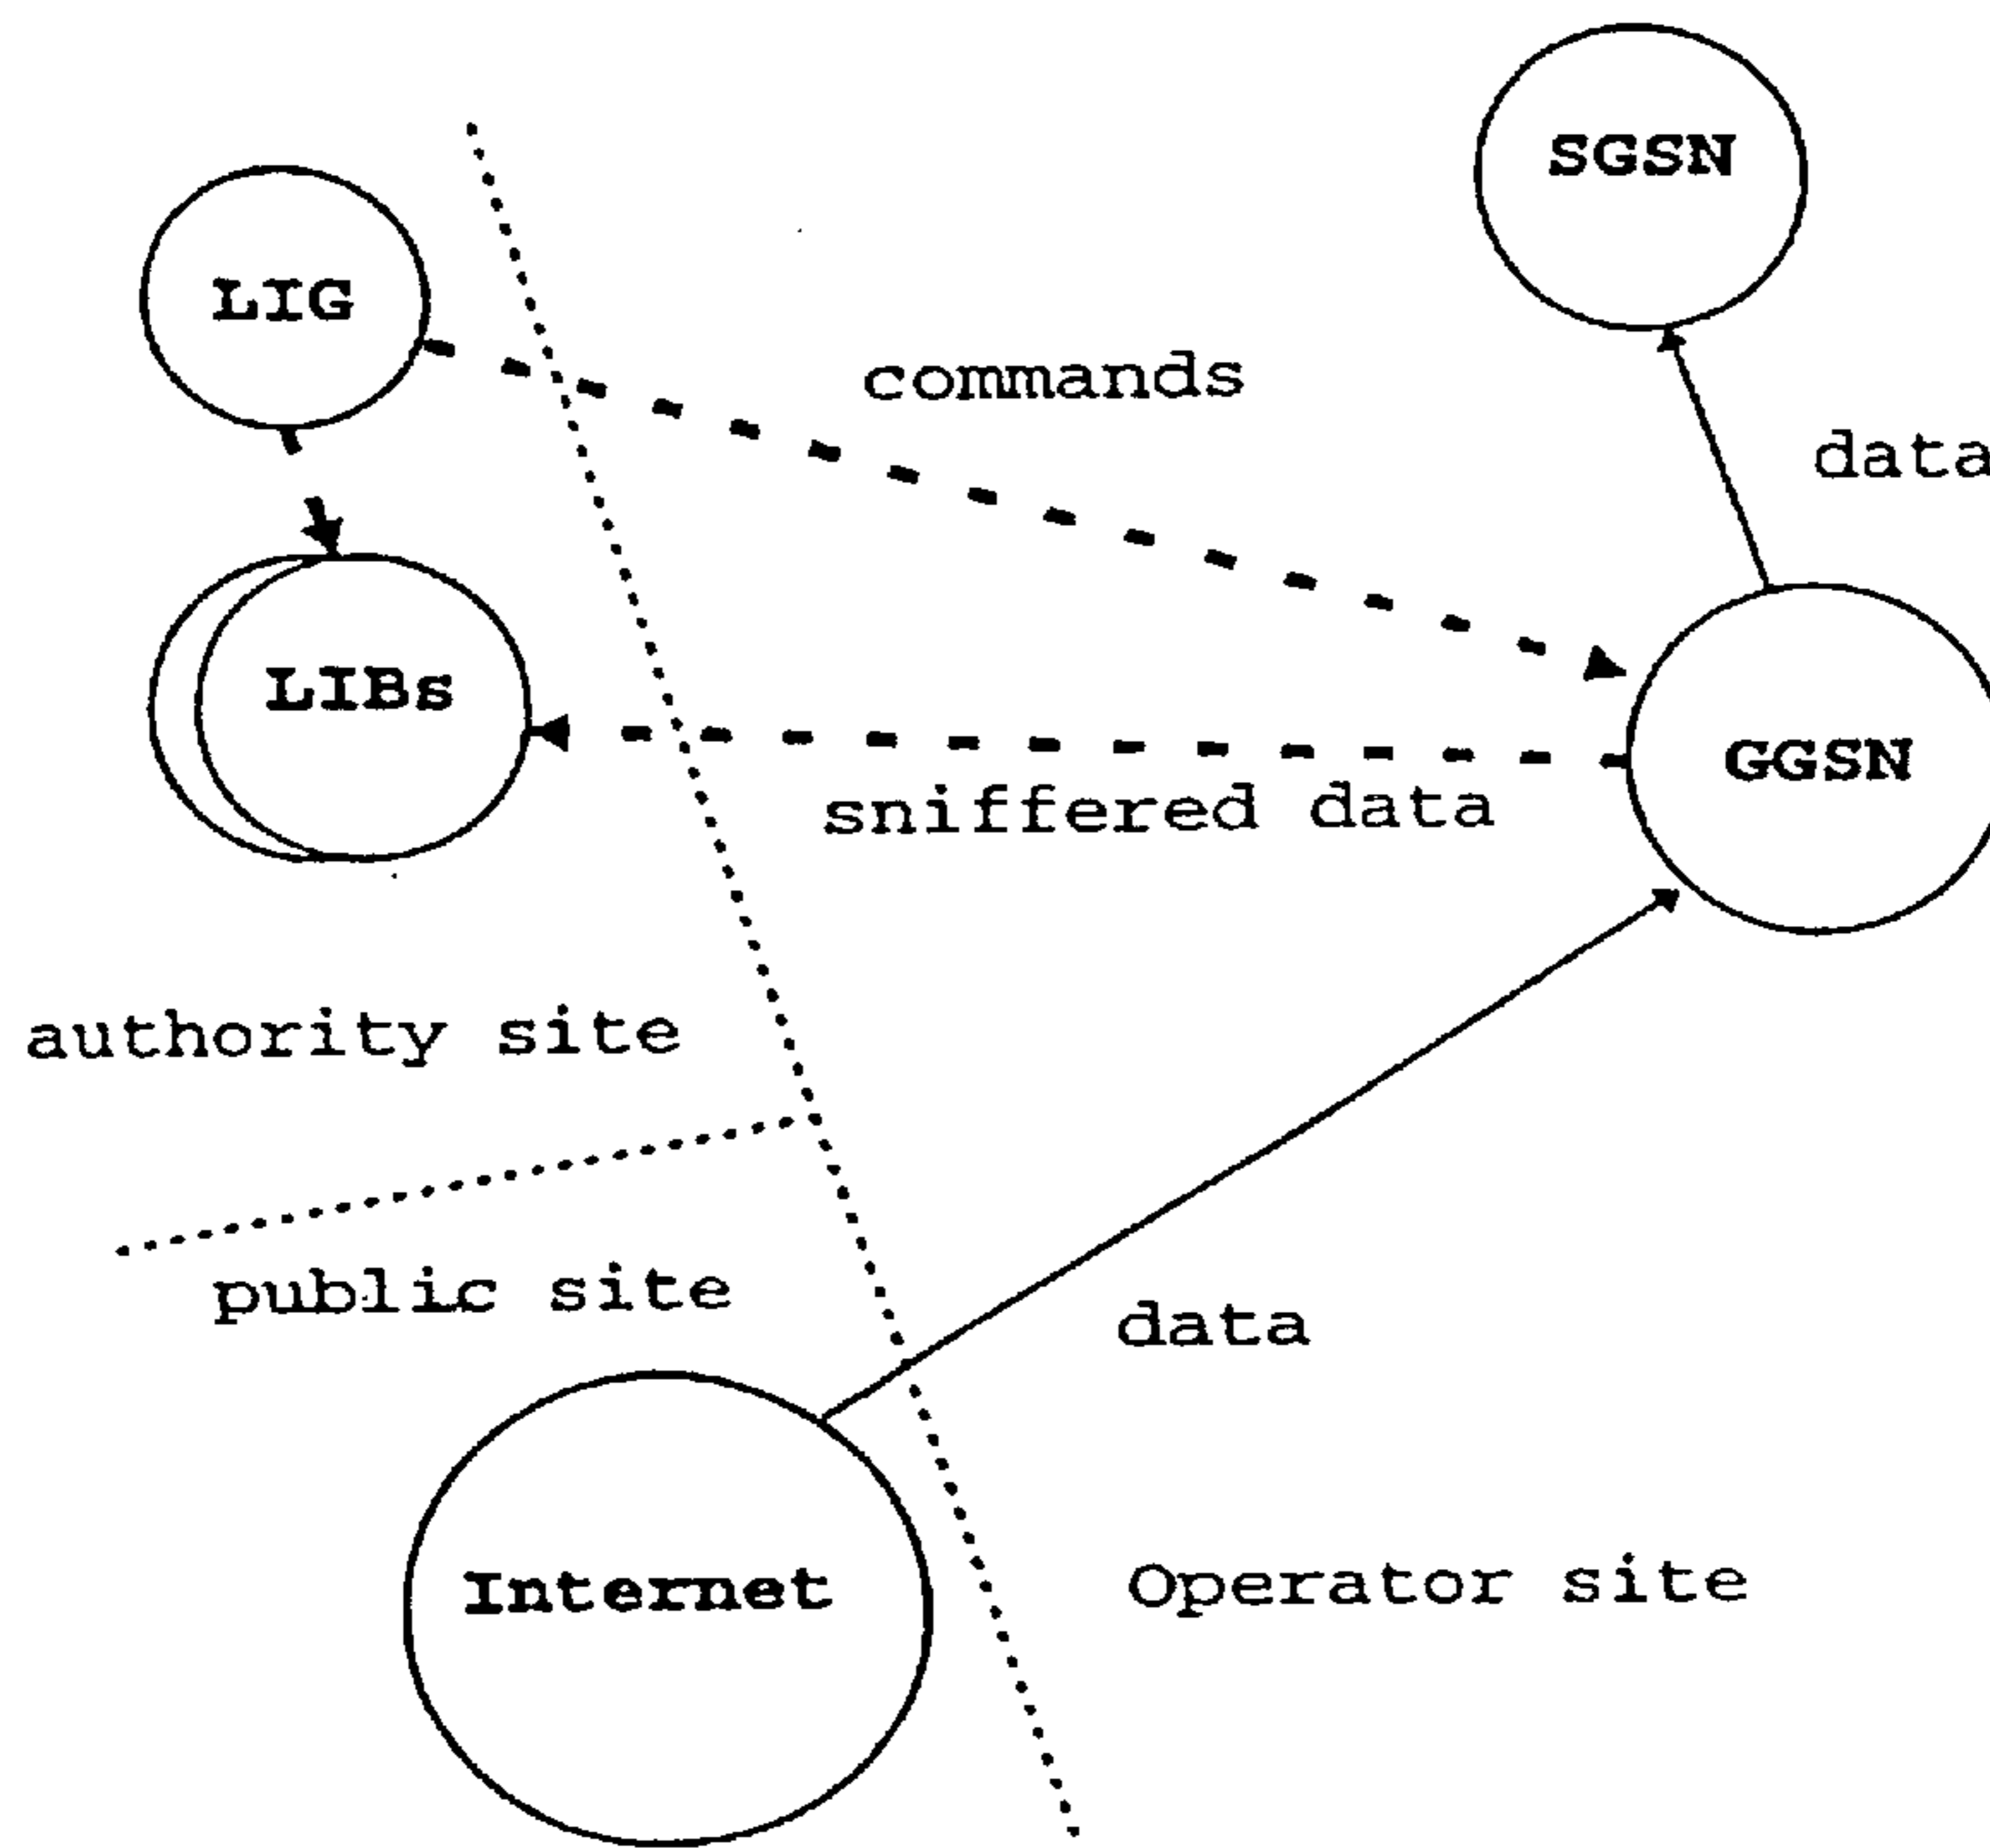 SGSN
LIG
commands
data
LIBs
GGSN
sniffered data
authority site
public site
data
Internet
Operator site